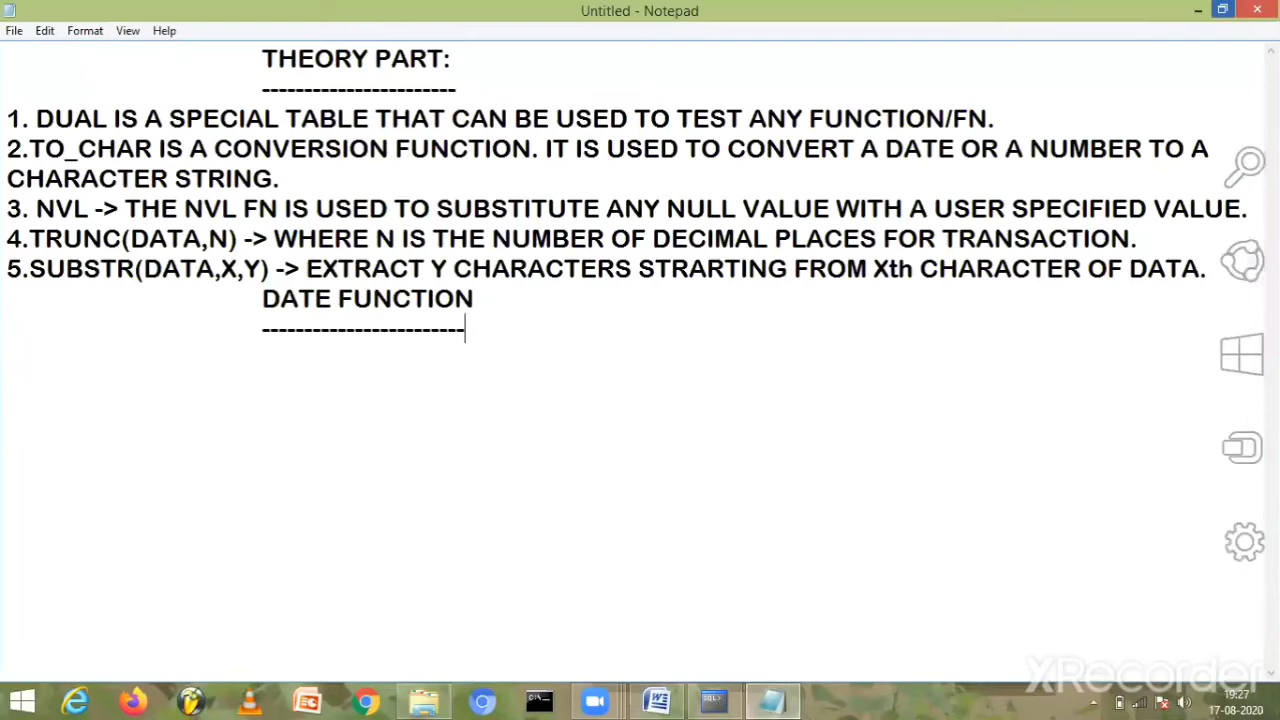 Untitled - Notepad
File Edit Format View Help
THEORY PART:
-----------------------
1. DUAL IS A SPECIAL TABLE THAT CAN BE USED TO TEST ANY FUNCTION/FN.
2.TO_CHAR IS A CONVERSION FUNCTION. IT IS USED TO CONVERT A DATE OR A NUMBER TO A
CHARACTER STRING.
3. NVL -> THE NVL FN IS USED TO SUBSTITUTE ANY NULL VALUE WITH A USER SPECIFIED VALUE.
4.TRUNC(DATA,N) -> WHERE N IS THE NUMBER OF DECIMAL PLACES FOR TRANSACTION.
5.SUBSTR(DATA,X,Y) -> EXTRACT Y CHARACTERS STRARTING FROM Xth CHARACTER OF DATA.
DATE FUNCTION
------------------------
XRecorder
19:27
17-08-2020